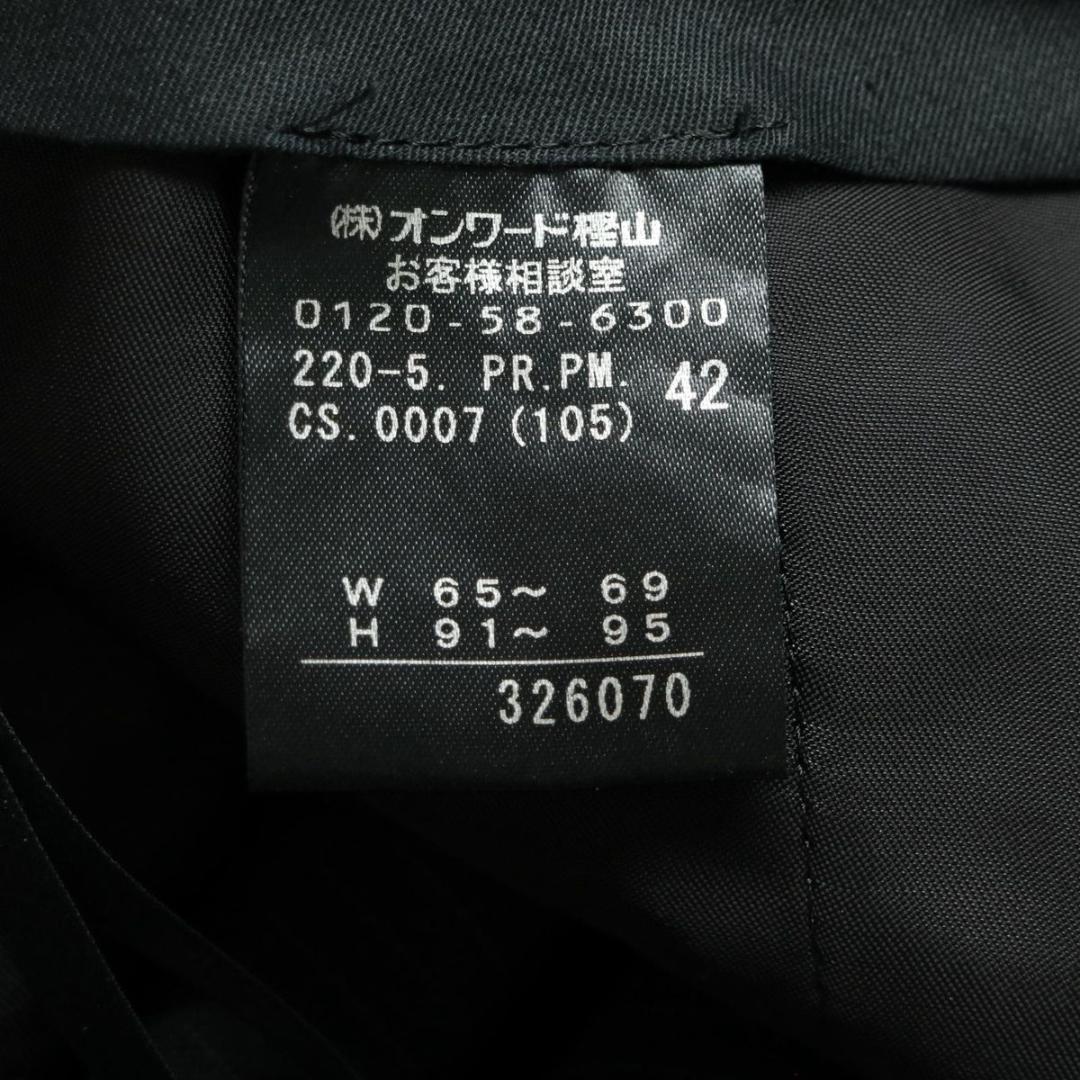 (株)オンワード樫山
お客様相談室
0120-58-6300
220-5. PR.PM. 42
CS.0007 (105)
W 65~ 69
H 91~ 95
326070